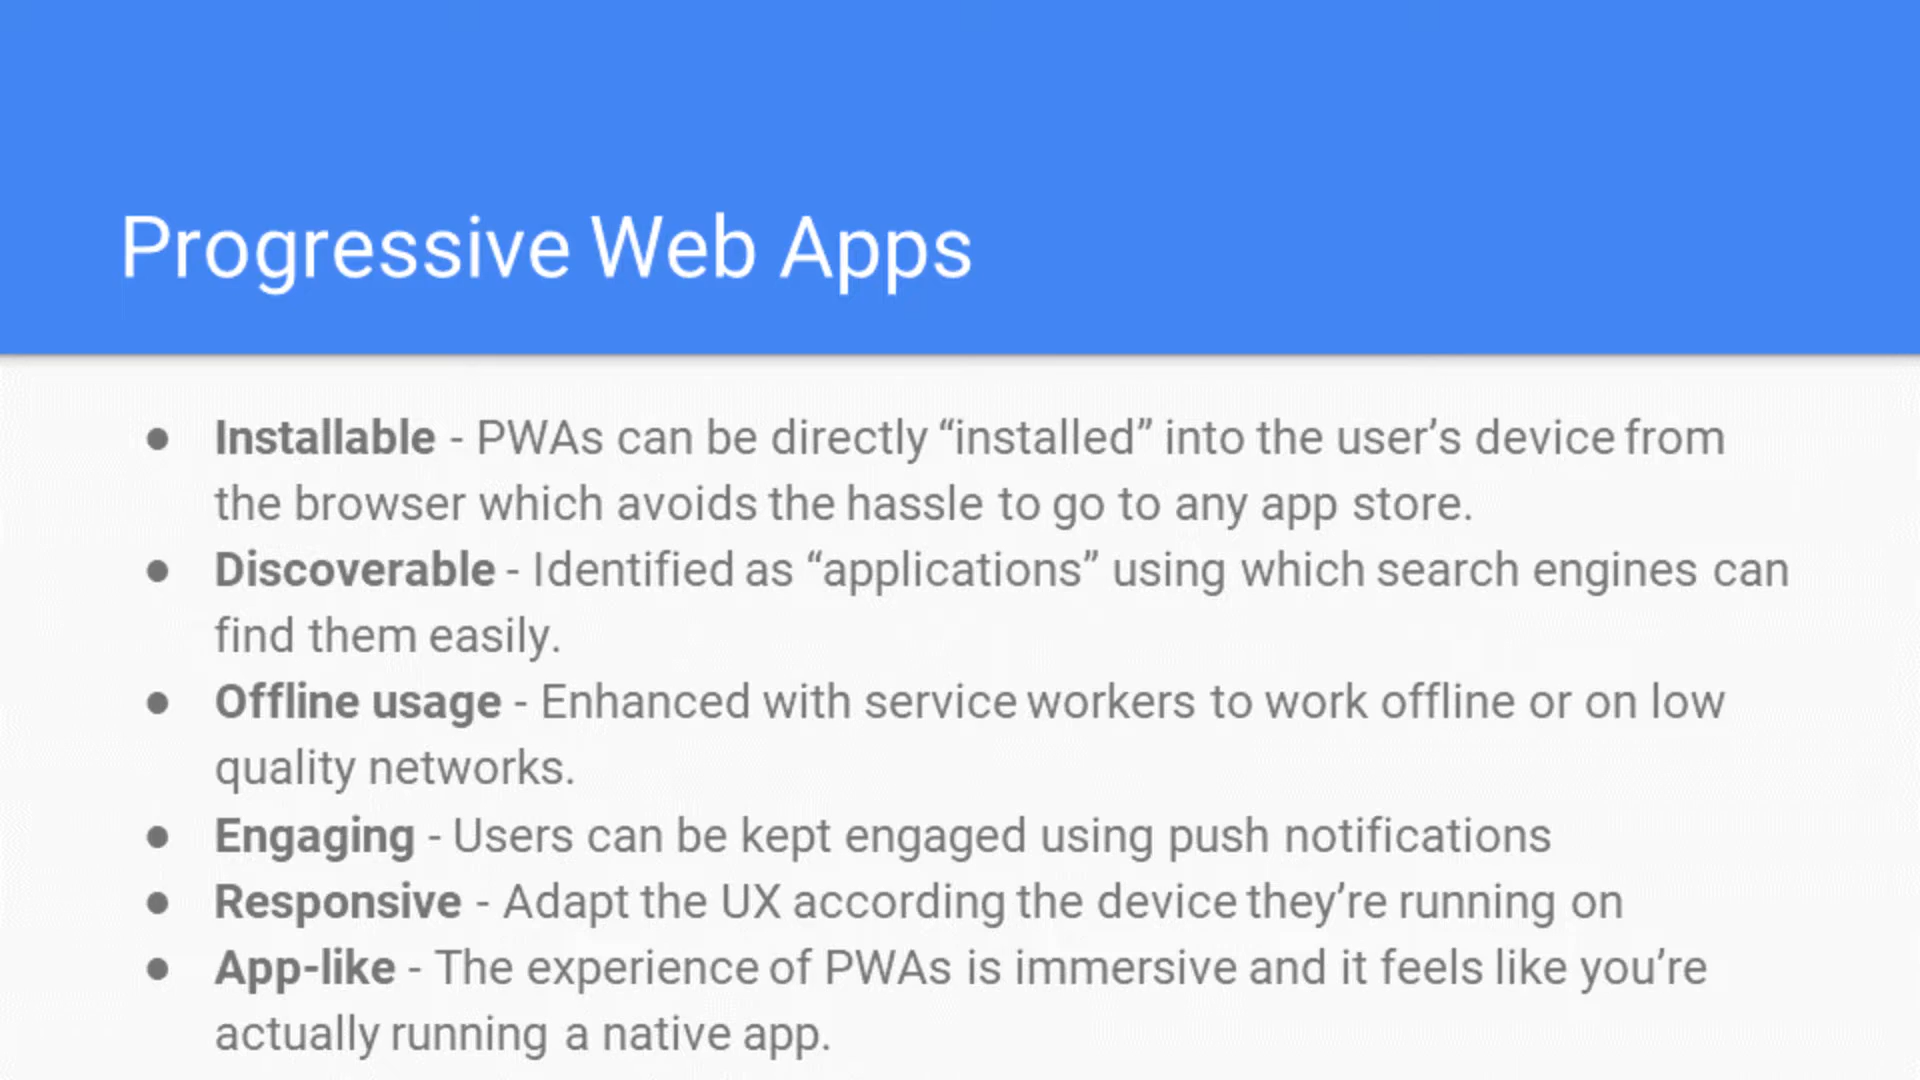 Progressive Web Apps
● Installable - PWAs can be directly “installed” into the user’s device from
the browser which avoids the hassle to go to any app store.
● Discoverable - Identified as “applications” using which search engines can
find them easily.
● Offline usage - Enhanced with service workers to work offline or on low
quality networks.
● Engaging - Users can be kept engaged using push notifications
● Responsive - Adapt the UX according the device they’re running on
● App-like - The experience of PWAs is immersive and it feels like you’re
actually running a native app.